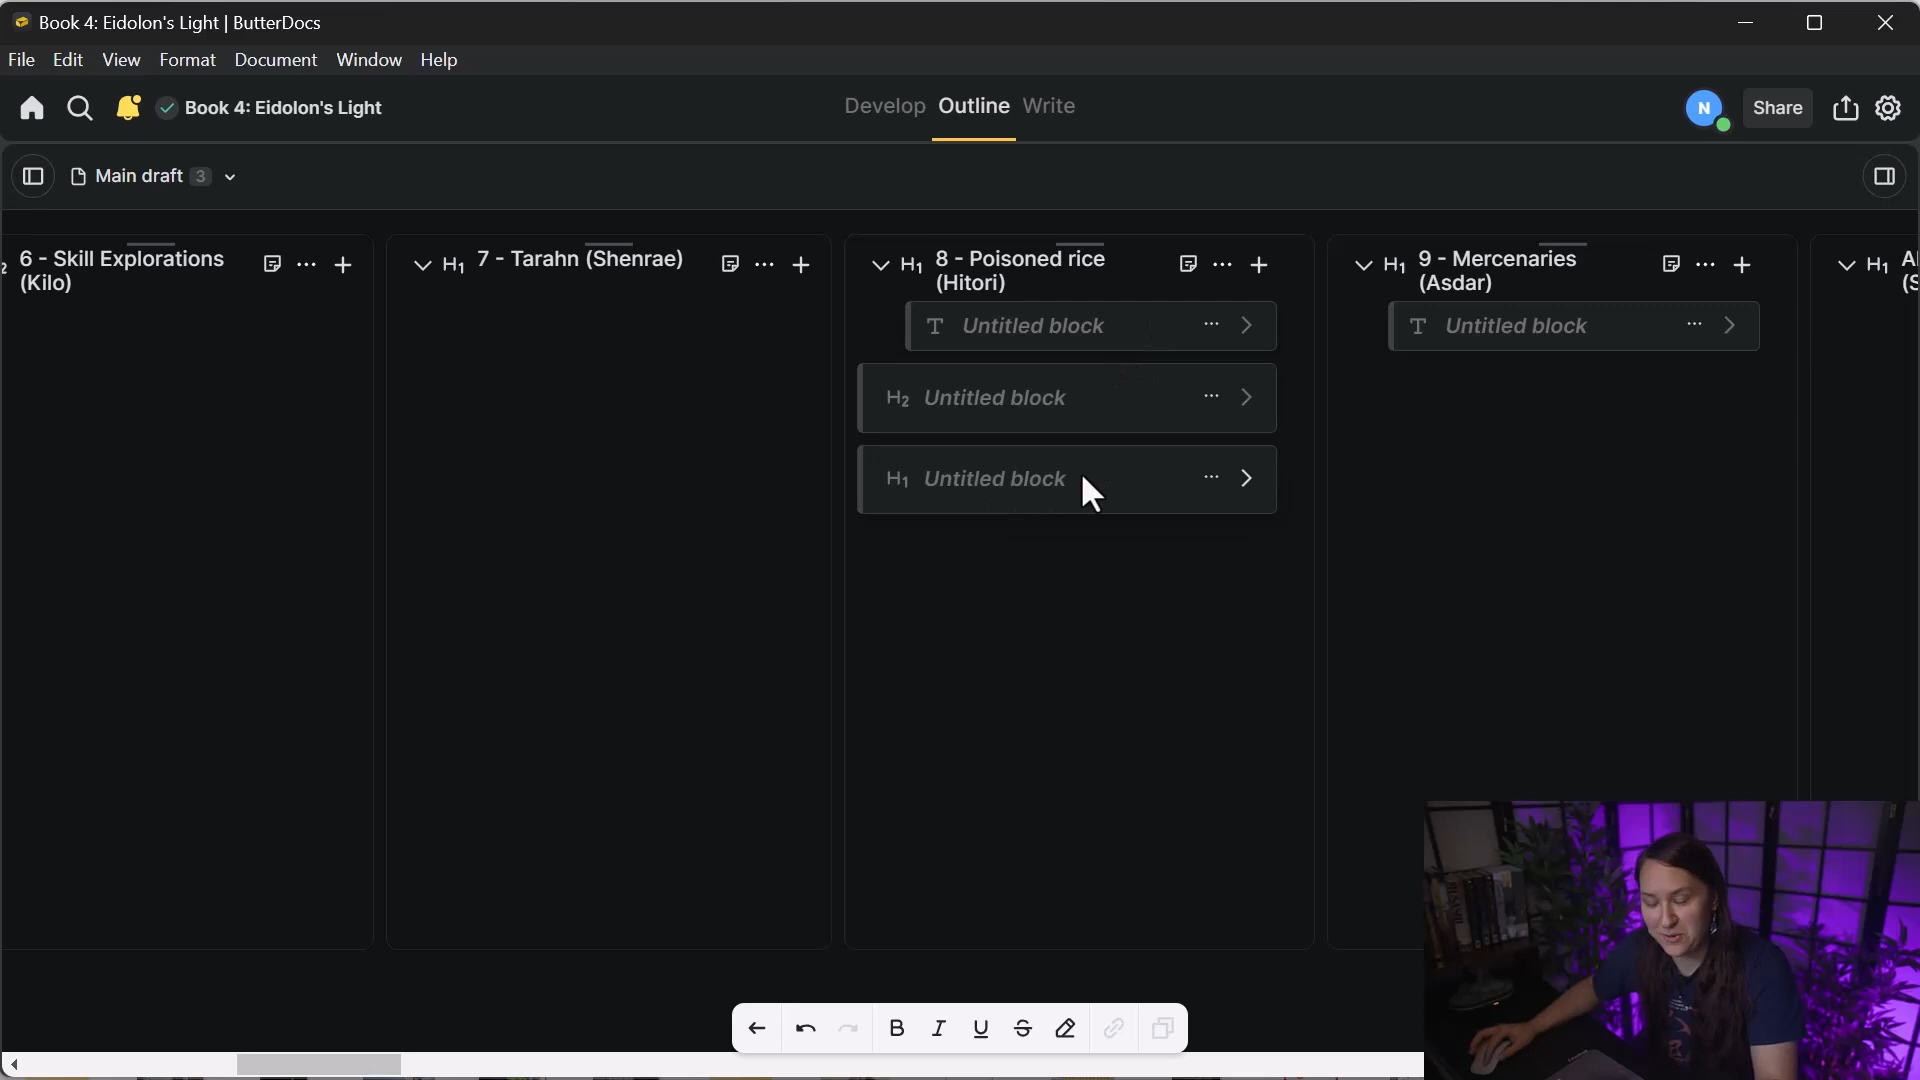 Book 4: Eidolon's Light | ButterDocs
File Edit View Format Document Window Help
Book 4: Eidolon's Light
Develop Outline Write
N
Share
Main draft 3
6 - Skill Explorations
(Kilo)
H1 7 - Tarahn (Shenrae)
H1 8 - Poisoned rice
(Hitori)
T Untitled block
H2 Untitled block
H1 Untitled block
H1 9 - Mercenaries
(Asdar)
T Untitled block
H1
B I U S